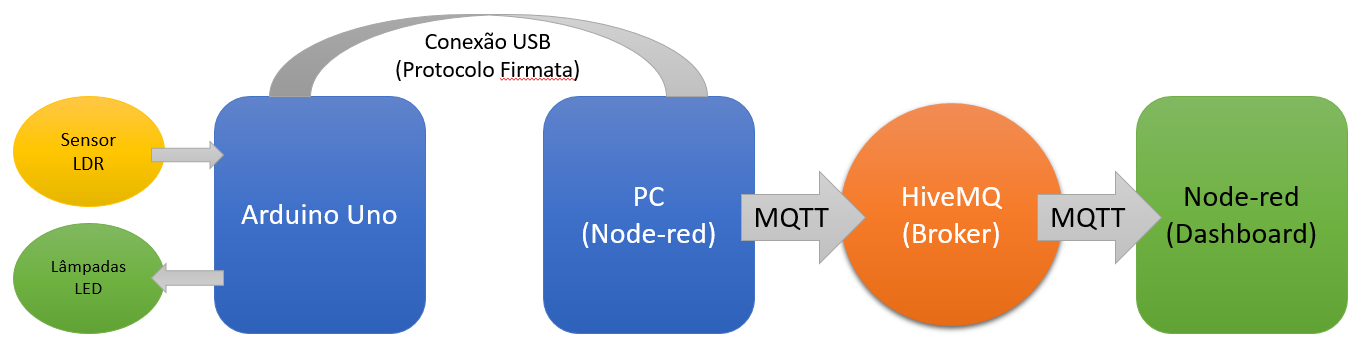 Conexão USB
(Protocolo Firmata)
Sensor
LDR
Lâmpadas
LED
Arduino Uno
PC
(Node-red)
MQTT
HiveMQ
(Broker)
MQTT
Node-red
(Dashboard)